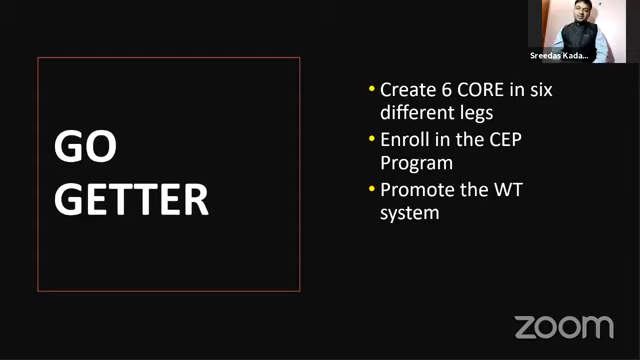 Sreedas Kada...
GO
GETTER
• Create 6 CORE in six
different legs
• Enroll in the CEP
Program
• Promote the WT
system
zoom